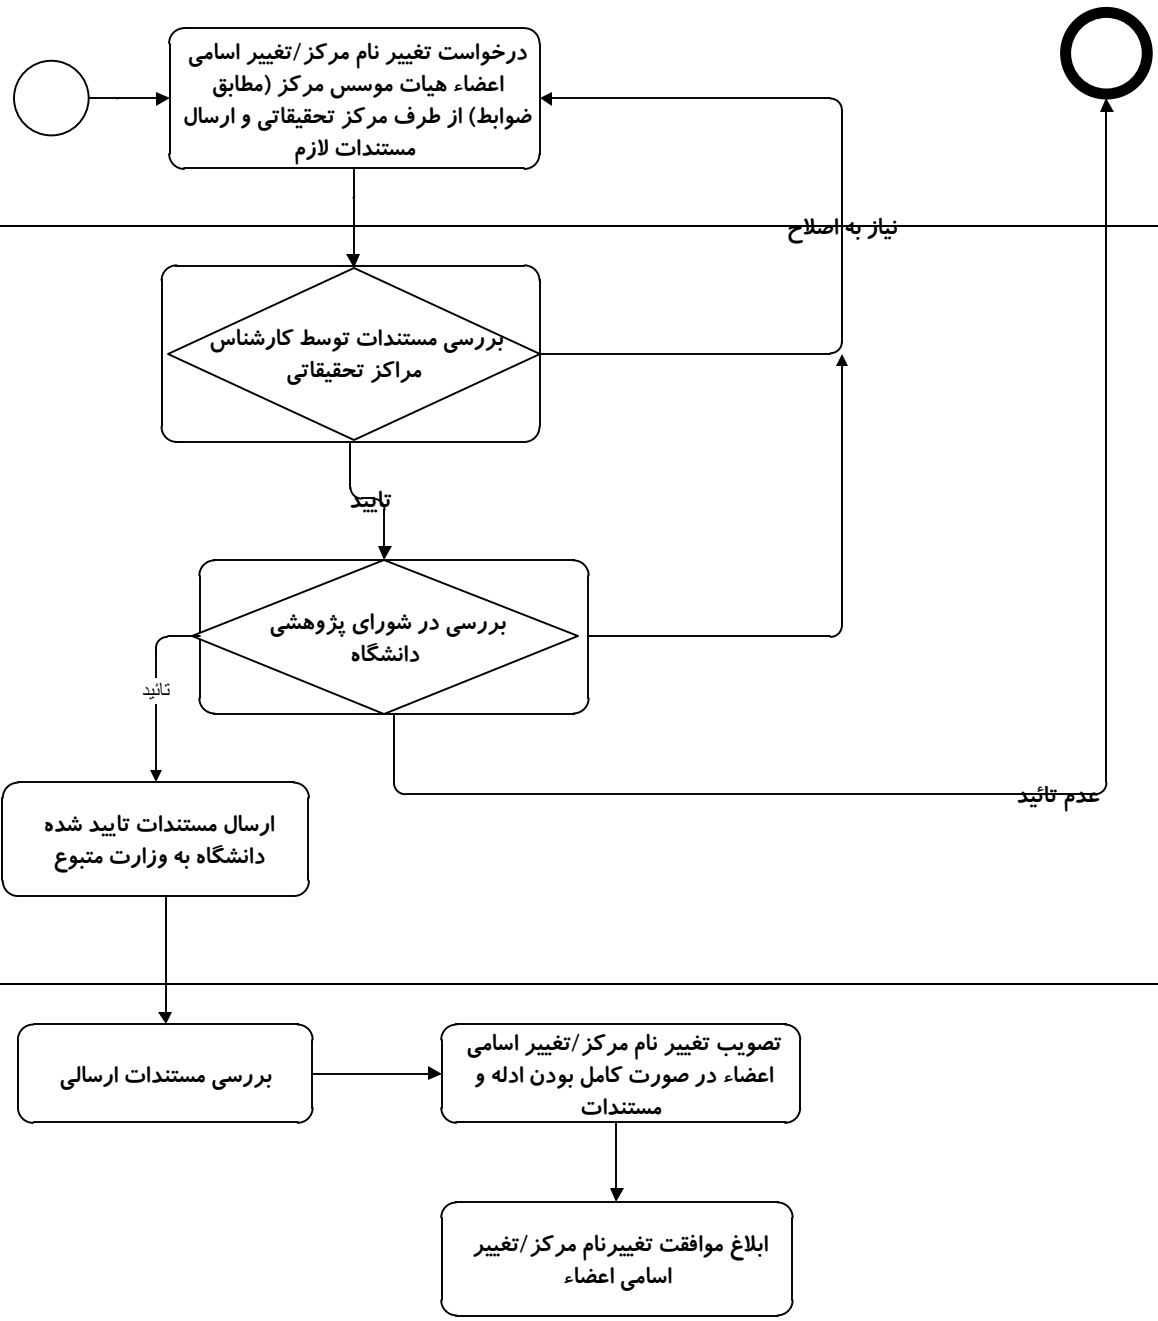 درخواست تغییر نام مرکز/تغییر اسامی
اعضاء هیات موسس مرکز (مطابق
ضوابط) از طرف مرکز تحقیقاتی و ارسال
مستندات لازم
نیاز به اصلاح
بررسی مستندات توسط کارشناس
مراکز تحقیقاتی
تایید
بررسی در شورای پژوهشی
دانشگاه
تائید
عدم تائید
ارسال مستندات تایید شده
دانشگاه به وزارت متبوع
بررسی مستندات ارسالی
تصویب تغییر نام مرکز/تغییر اسامی
اعضاء در صورت کامل بودن ادله و
مستندات
ابلاغ موافقت تغییرنام مرکز/تغییر
اسامی اعضاء